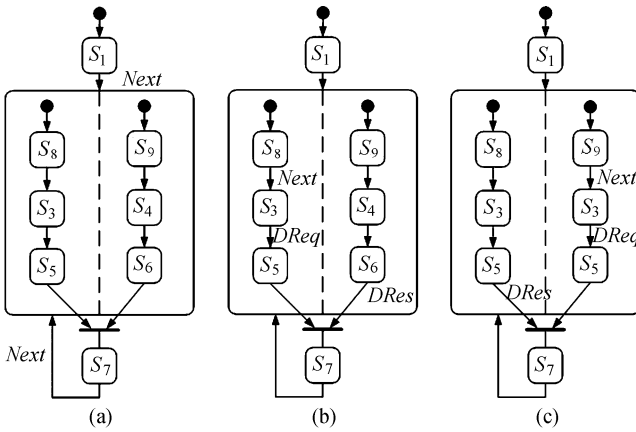 S1 S1 S1
Next
S8 S9 S8 S9 S8 S9
Next Next
S3 S4 S3 S4 S3 S3
DReq DReq
S5 S6 S5 S6 S5 S5
DRes DRes
Next S7 S7 S7
(a) (b) (c)